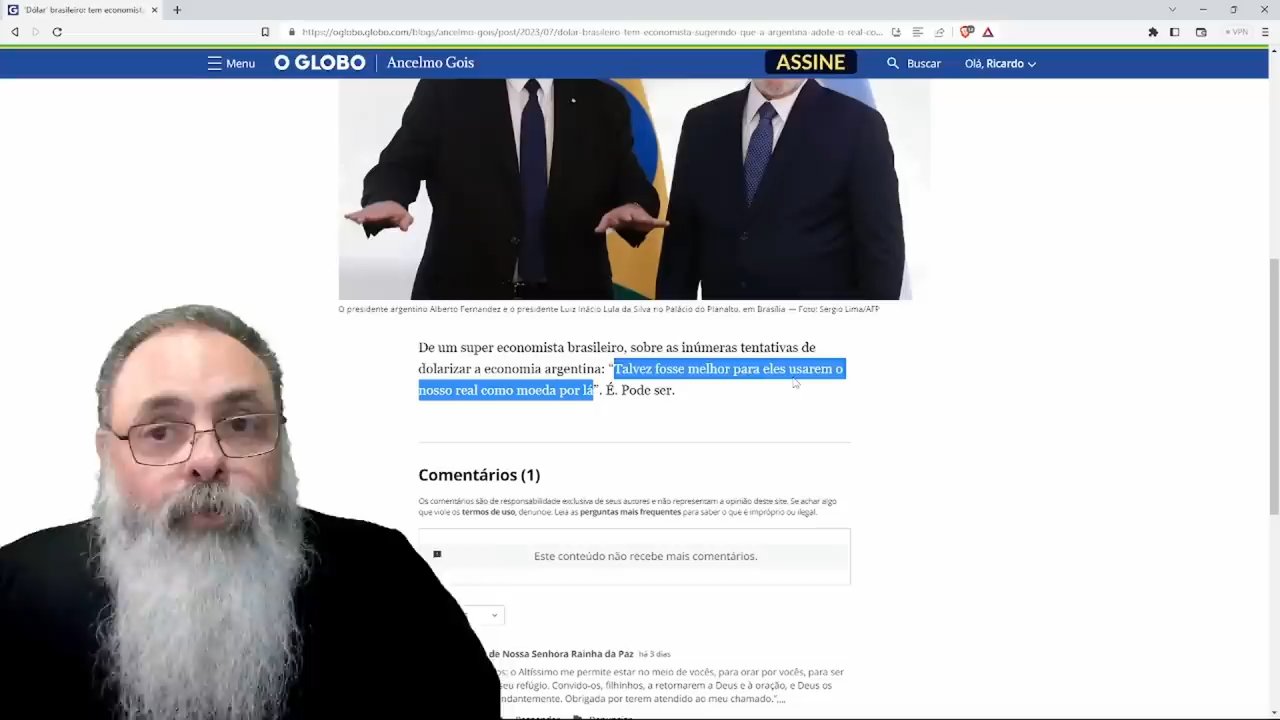 'Dólar' brasileiro: tem economist
https://oglobo.globo.com/blogs/ancelmo-gois/post/2023/07/dolar-brasileiro-tem-economista-sugerindo-que-a-argentina-adote-o-real-co...
VPN
Menu
O GLOBO
Ancelmo Gois
ASSINE
Buscar
Olá, Ricardo
O presidente argentino Alberto Fernandez e o presidente Luiz Inácio Lula da Silva no Palácio do Planalto, em Brasília — Foto: Sergio Lima/AFP
De um super economista brasileiro, sobre as inúmeras tentativas de
dolarizar a economia argentina: “Talvez fosse melhor para eles usarem o
nosso real como moeda por lá”. É. Pode ser.
Comentários (1)
Os comentários são de responsabilidade exclusiva de seus autores e não representam a opinião deste site. Se achar algo
que viole os termos de uso, denuncie. Leia as perguntas mais frequentes para saber o que é impróprio ou ilegal.
Este conteúdo não recebe mais comentários.
de Nossa Senhora Rainha da Paz há 3 dias
os: o Altíssimo me permite estar no meio de vocês, para orar por vocês, para ser
seu refúgio. Convido-os, filhinhos, a retornarem a Deus e à oração, e Deus os
ndantemente. Obrigada por terem atendido ao meu chamado.”,...
Responder Denunciar